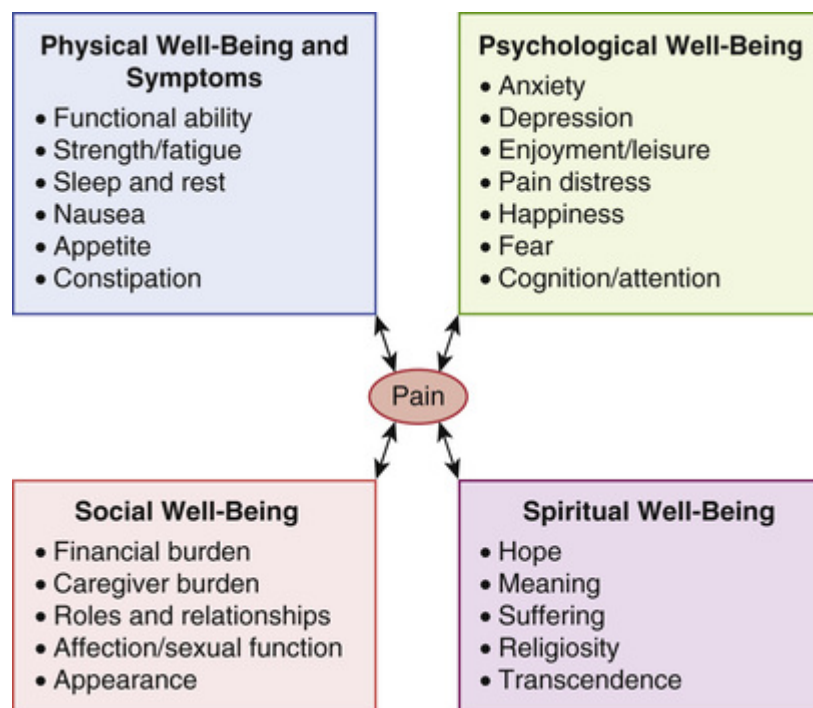 Physical Well-Being and
Symptoms
• Functional ability
• Strength/fatigue
• Sleep and rest
• Nausea
• Appetite
• Constipation
Psychological Well-Being
• Anxiety
• Depression
• Enjoyment/leisure
• Pain distress
• Happiness
• Fear
• Cognition/attention
Pain
Social Well-Being
• Financial burden
• Caregiver burden
• Roles and relationships
• Affection/sexual function
• Appearance
Spiritual Well-Being
• Hope
• Meaning
• Suffering
• Religiosity
• Transcendence